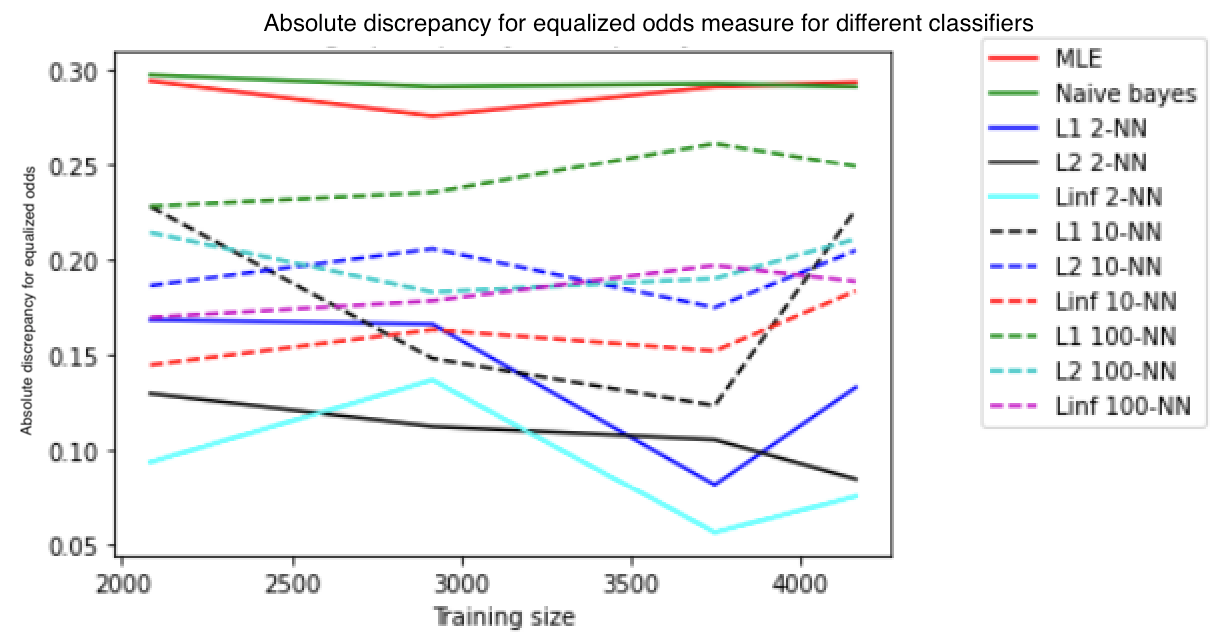 Absolute discrepancy for equalized odds measure for different classifiers
Absolute discrepancy for equalized odds
0.30
0.25
0.20
0.15
0.10
0.05
2000 2500 3000 3500 4000
Training size
MLE
Naive bayes
L1 2-NN
L2 2-NN
Linf 2-NN
L1 10-NN
L2 10-NN
Linf 10-NN
L1 100-NN
L2 100-NN
Linf 100-NN